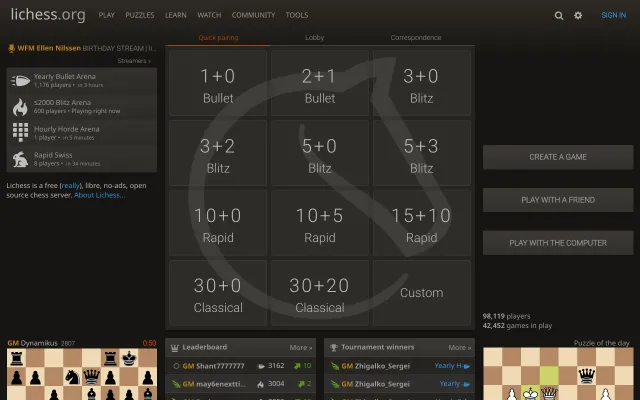 lichess.org PLAY PUZZLES LEARN WATCH COMMUNITY TOOLS SIGN IN
WFM Ellen Nilssen BIRTHDAY STREAM | li...
Streamers »
Yearly Bullet Arena
1,176 players • in 3 hours
≤2000 Blitz Arena
600 players • Playing right now
Hourly Horde Arena
1 player • in 5 minutes
Rapid Swiss
8 players • in 34 minutes
Lichess is a free (really), libre, no-ads, open
source chess server. About Lichess...
Quick pairing Lobby Correspondence
1+0 2+1 3+0
Bullet Bullet Blitz
3+2 5+0 5+3
Blitz Blitz Blitz
10+0 10+5 15+10
Rapid Rapid Rapid
30+0 30+20 Custom
Classical Classical
CREATE A GAME
PLAY WITH A FRIEND
PLAY WITH THE COMPUTER
98,119 players
42,452 games in play
GM Dynamikus 2807 0:50
Leaderboard More »
GM Shant7777777 3162 10
GM may6enextti... 3004 2
Tournament winners More »
GM Zhigalko_Sergei Yearly H
GM Zhigalko_Sergei Yearly
Puzzle of the day